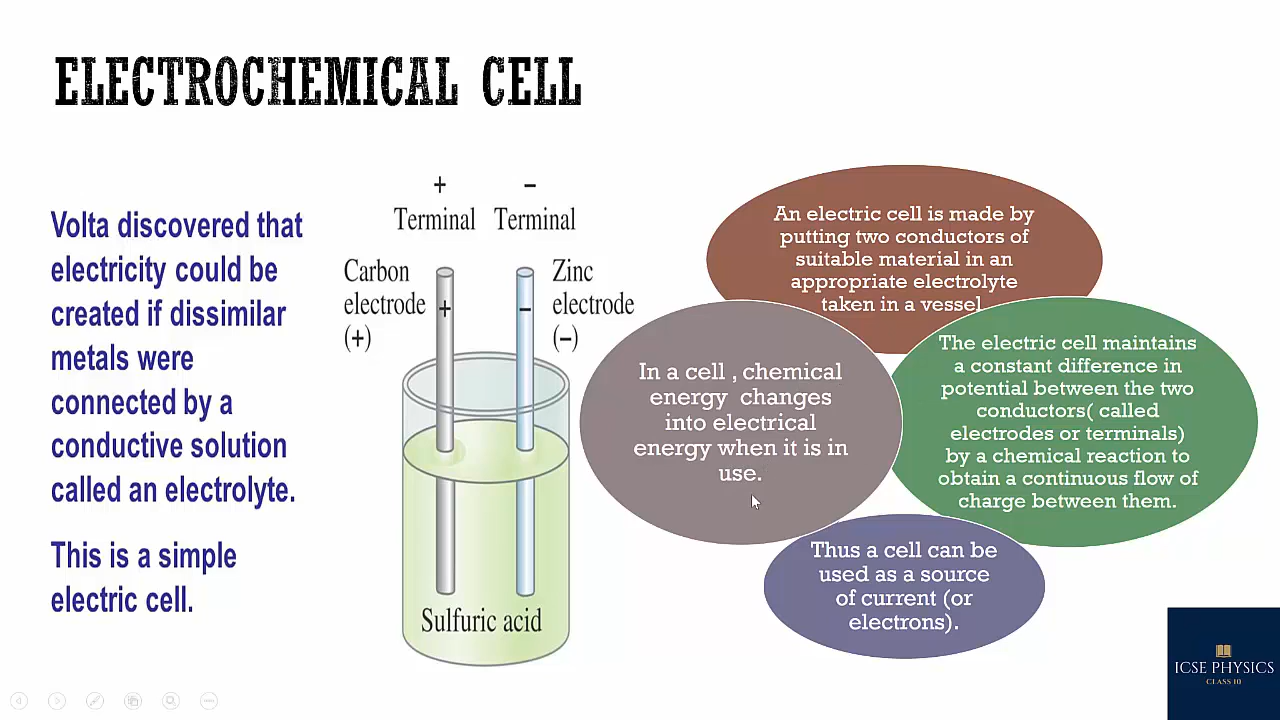 ELECTROCHEMICAL CELL
Volta discovered that
electricity could be
created if dissimilar
metals were
connected by a
conductive solution
called an electrolyte.
This is a simple
electric cell.
+
Terminal
−
Terminal
Carbon
electrode
(+)
+
−
Zinc
electrode
(−)
Sulfuric acid
An electric cell is made by
putting two conductors of
suitable material in an
appropriate electrolyte
taken in a vessel.
In a cell , chemical
energy changes
into electrical
energy when it is in
use.
The electric cell maintains
a constant difference in
potential between the two
conductors( called
electrodes or terminals)
by a chemical reaction to
obtain a continuous flow of
charge between them.
Thus a cell can be
used as a source
of current (or
electrons).
ICSE PHYSICS
CLASS 10